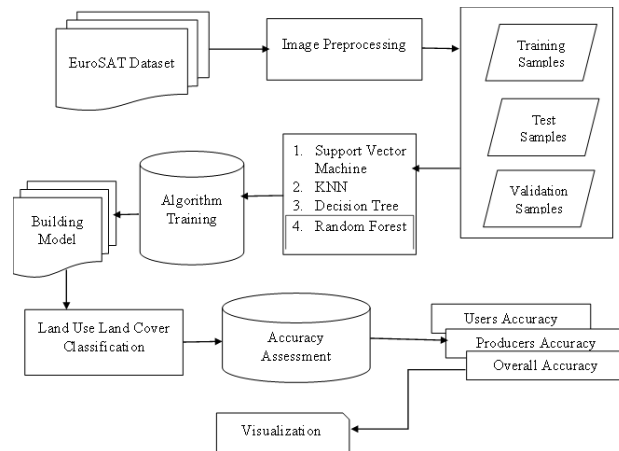 EuroSAT Dataset
Image Preprocessing
Training
Samples
Test
Samples
Validation
Samples
1. Support Vector
Machine
2. KNN
3. Decision Tree
4. Random Forest
Algorithm
Training
Building
Model
Land Use Land Cover
Classification
Accuracy
Assessment
Users Accuracy
Producers Accuracy
Overall Accuracy
Visualization